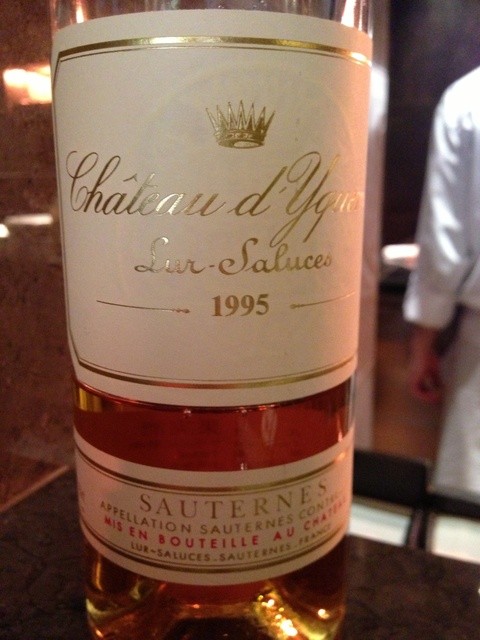 Château d'Yquem
Lur-Saluces
1995
SAUTERNES
APPELLATION SAUTERNES CONTRÔLÉE
MIS EN BOUTEILLE AU CHÂTEAU
LUR-SALUCES.SAUTERNES.FRANCE